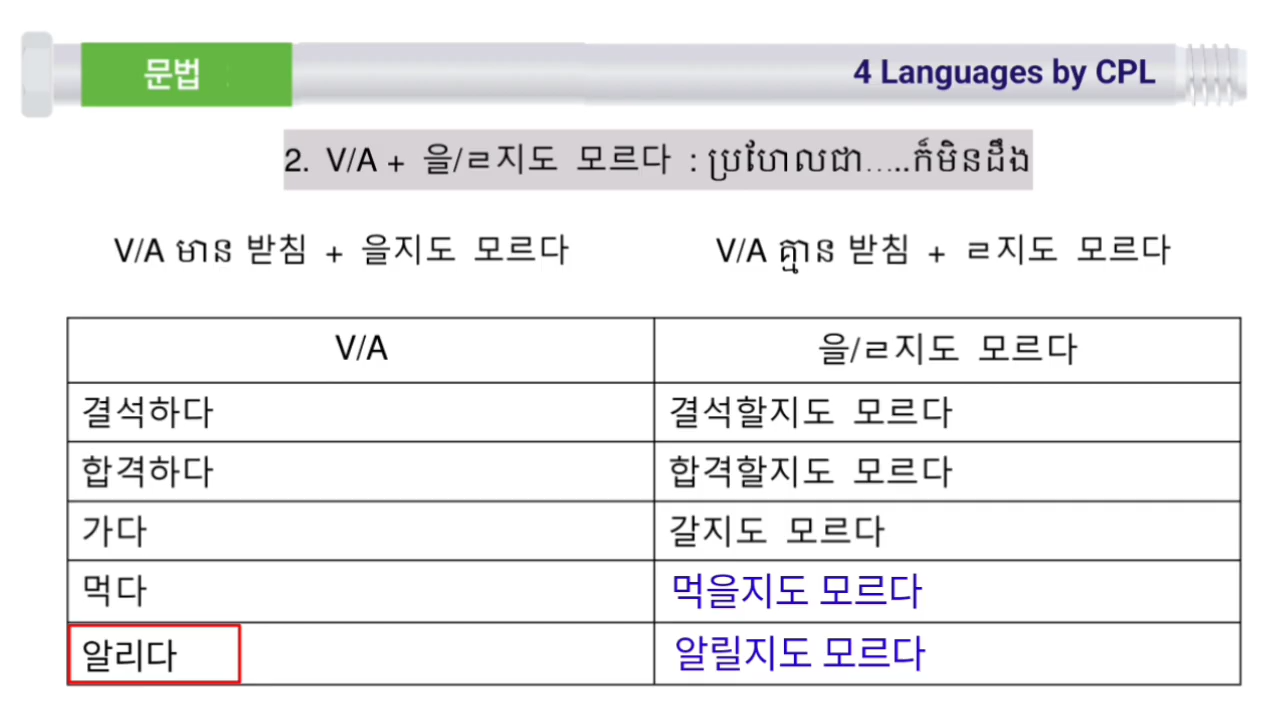 문법 :
4 Languages by CPL
2. V/A + 을/ㄹ지도 모르다 : ប្រហែលជា…..ក៏មិនដឹង
V/A មាន 받침 + 을지도 모르다
V/A គ្មាន 받침 + ㄹ지도 모르다
V/A 을/ㄹ지도 모르다
결석하다 결석할지도 모르다
합격하다 합격할지도 모르다
가다 갈지도 모르다
먹다 먹을지도 모르다
알리다 알릴지도 모르다